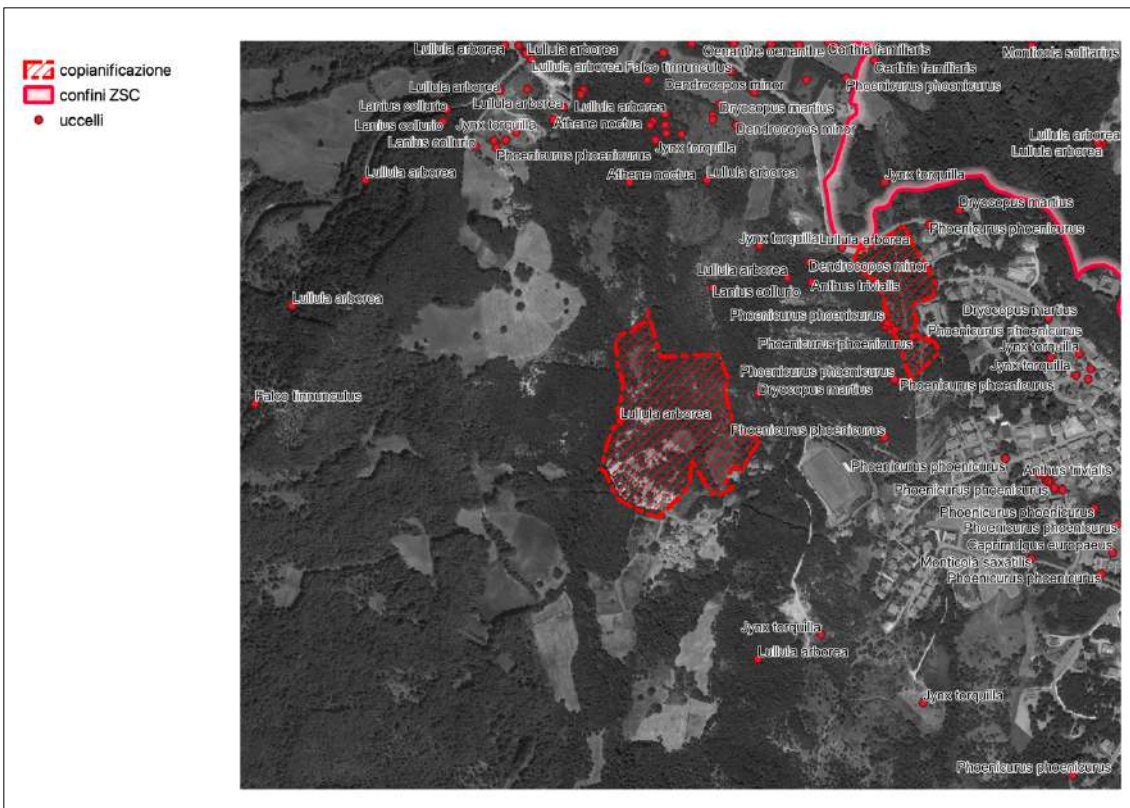 copianificazione
confini ZSC
uccelli
Lullula arborea Lullula arborea Oenanthe oenanthe Certhia familiaris Monticola solitarius
Lullula arborea Falco tinnunculus Certhia familiaris
Lullula arborea Dendrocopos minor Phoenicurus phoenicurus
Lanius collurio Lullula arborea Lullula arborea Dryocopus martius
Lanius collurio Jynx torquilla Athene noctua Dendrocopos minor
Lullula arborea
Lanius collurio Phoenicurus phoenicurus Jynx torquilla Lullula arborea
Lullula arborea Athene noctua Lullula arborea Jynx torquilla
Dryocopus martius
Phoenicurus phoenicurus
Jynx torquilla Lullula arborea
Lullula arborea Dendrocopos minor
Lanius collurio Anthus trivialis
Lullula arborea
Phoenicurus phoenicurus Dryocopus martius
Phoenicurus phoenicurus
Phoenicurus phoenicurus Jynx torquilla
Phoenicurus phoenicurus Jynx torquilla
Dryocopus martius Phoenicurus phoenicurus
Falco tinnunculus
Lullula arborea
Phoenicurus phoenicurus
Phoenicurus phoenicurus Anthus trivialis
Phoenicurus phoenicurus
Phoenicurus phoenicurus
Phoenicurus phoenicurus
Caprimulgus europaeus
Monticola saxatilis
Phoenicurus phoenicurus
Jynx torquilla
Lullula arborea
Jynx torquilla
Phoenicurus phoenicurus